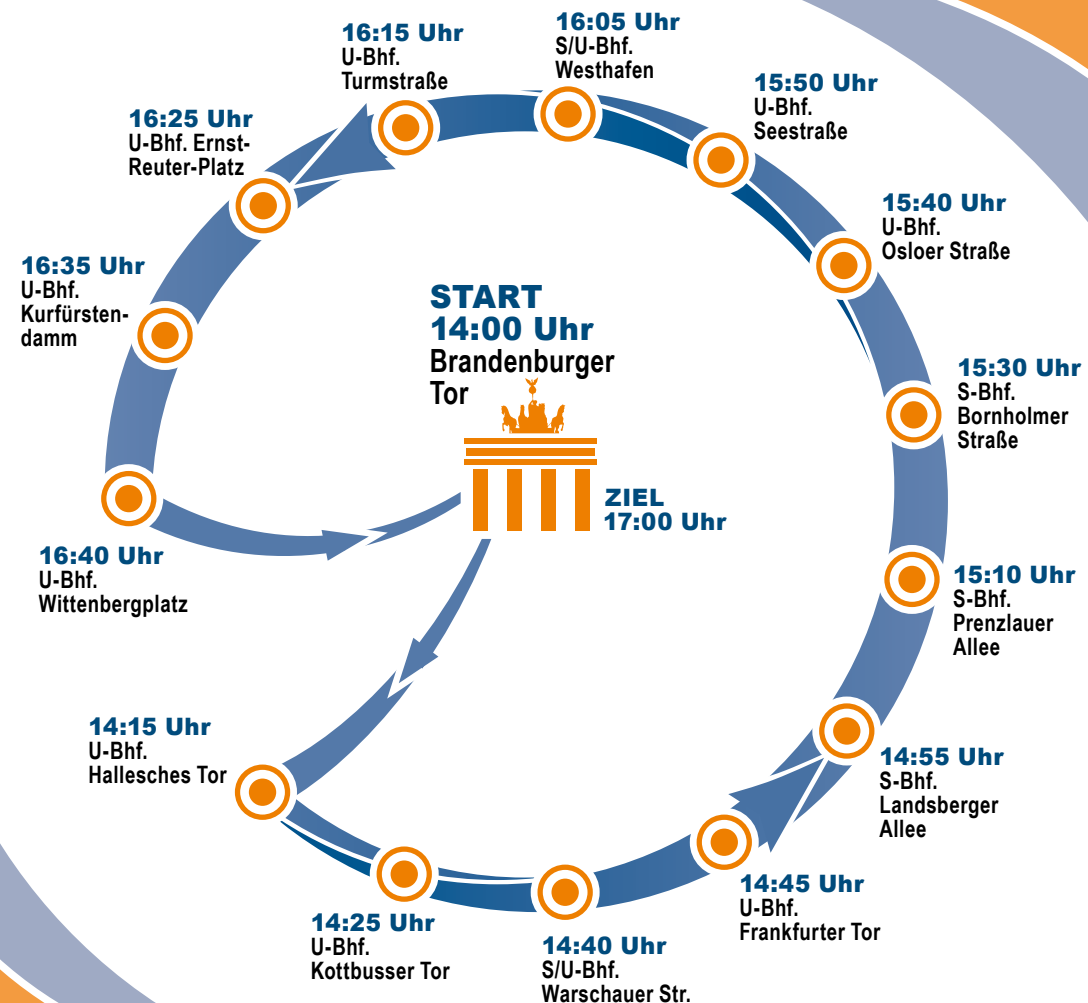 START
14:00 Uhr
Brandenburger
Tor
14:15 Uhr
U-Bhf.
Hallesches Tor
14:25 Uhr
U-Bhf.
Kottbusser Tor
14:40 Uhr
S/U-Bhf.
Warschauer Str.
14:45 Uhr
U-Bhf.
Frankfurter Tor
14:55 Uhr
S-Bhf.
Landsberger
Allee
15:10 Uhr
S-Bhf.
Prenzlauer
Allee
15:30 Uhr
S-Bhf.
Bornholmer
Straße
15:40 Uhr
U-Bhf.
Osloer Straße
15:50 Uhr
U-Bhf.
Seestraße
16:05 Uhr
S/U-Bhf.
Westhafen
16:15 Uhr
U-Bhf.
Turmstraße
16:25 Uhr
U-Bhf. Ernst-
Reuter-Platz
16:35 Uhr
U-Bhf.
Kurfürsten-
damm
16:40 Uhr
U-Bhf.
Wittenbergplatz
ZIEL
17:00 Uhr